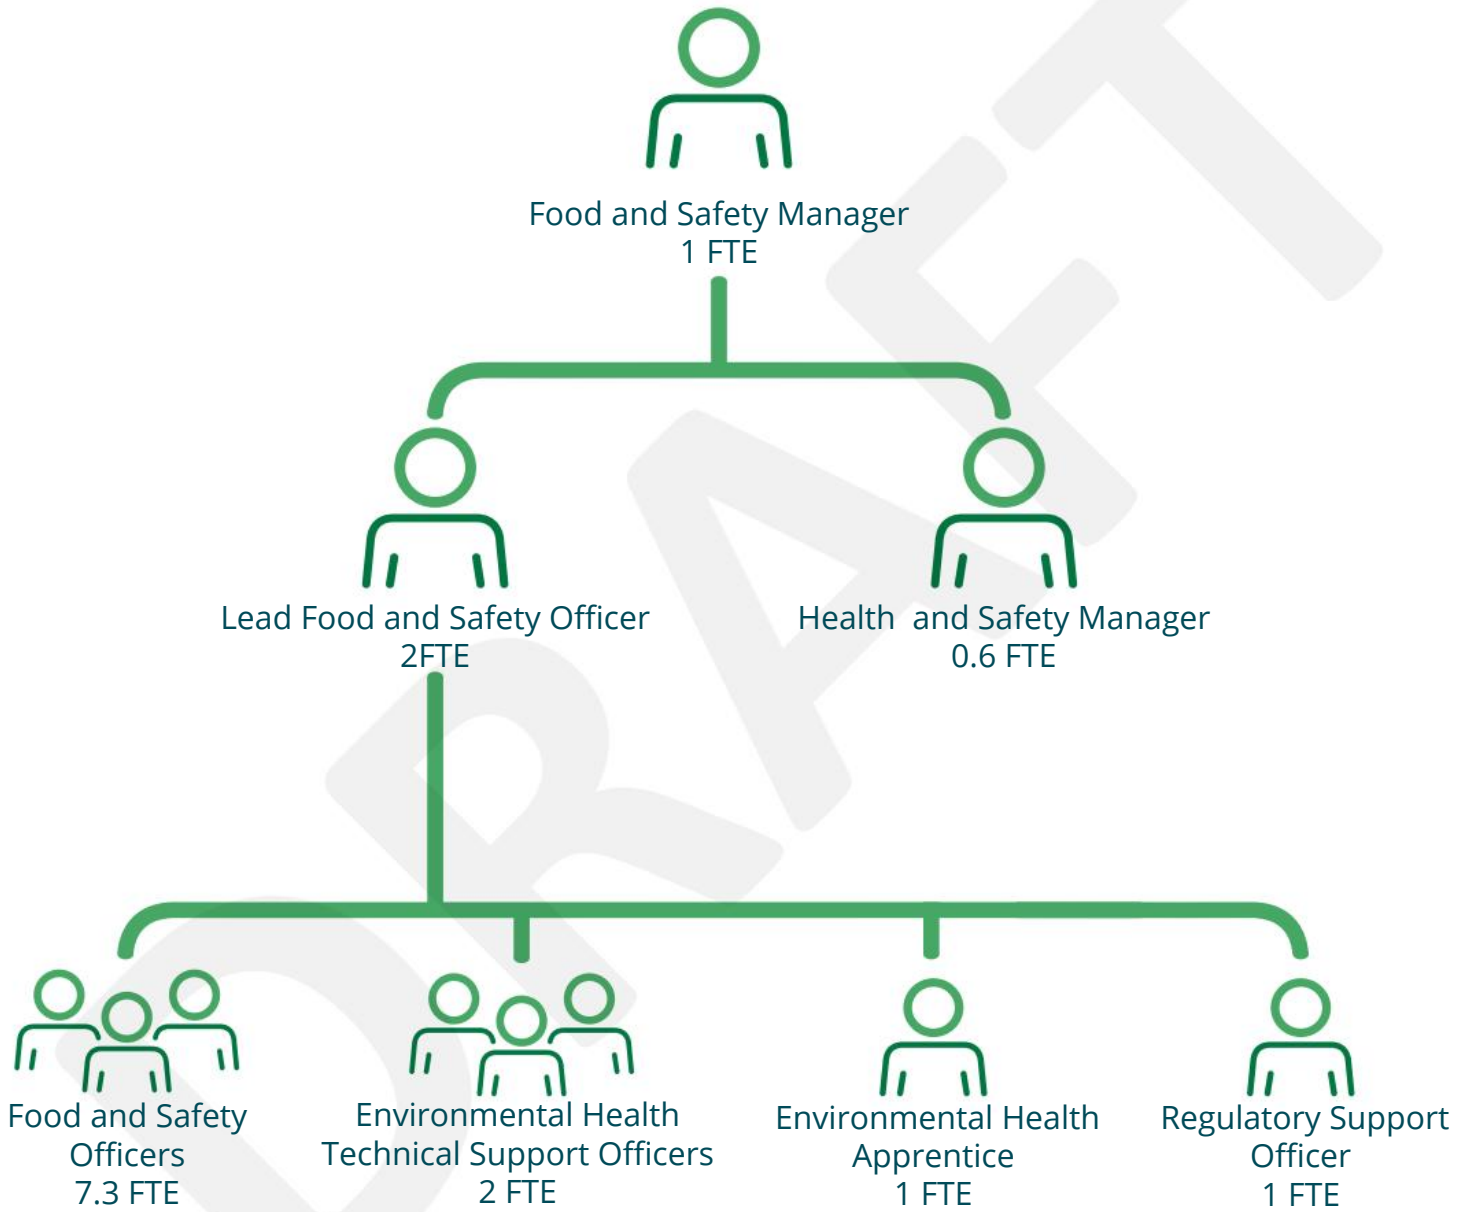 Food and Safety Manager
1 FTE
Lead Food and Safety Officer
2FTE
Health  and Safety Manager
0.6 FTE
Food and Safety
Officers
7.3 FTE
Environmental Health
Technical Support Officers
2 FTE
Environmental Health
Apprentice
1 FTE
Regulatory Support
Officer
1 FTE
DRAFT